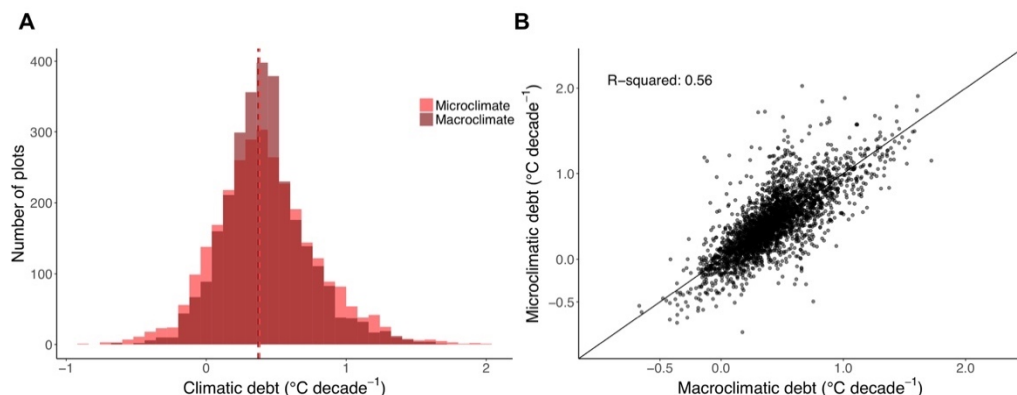 A
400
300
200
100
0
Number of plots
−1
0
1
2
Climatic debt (°C decade⁻¹)
Microclimate
Macroclimate
B
R−squared: 0.56
2.0
1.0
0.0
−0.5
Microclimatic debt (°C decade⁻¹)
−0.5
0.0
1.0
2.0
Macroclimatic debt (°C decade⁻¹)